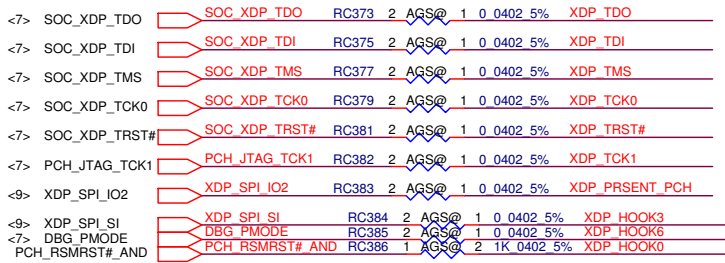 <7> SOC_XDP_TDO SOC_XDP_TDO RC373 2 AGS@ 1 0_0402_5% XDP_TDO
<7> SOC_XDP_TDI SOC_XDP_TDI RC375 2 AGS@ 1 0_0402_5% XDP_TDI
<7> SOC_XDP_TMS SOC_XDP_TMS RC377 2 AGS@ 1 0_0402_5% XDP_TMS
<7> SOC_XDP_TCK0 SOC_XDP_TCK0 RC379 2 AGS@ 1 0_0402_5% XDP_TCK0
<7> SOC_XDP_TRST# SOC_XDP_TRST# RC381 2 AGS@ 1 0_0402_5% XDP_TRST#
<7> PCH_JTAG_TCK1 PCH_JTAG_TCK1 RC382 2 AGS@ 1 0_0402_5% XDP_TCK1
<9> XDP_SPI_IO2 XDP_SPI_IO2 RC383 2 AGS@ 1 0_0402_5% XDP_PRSENT_PCH
<9> XDP_SPI_SI XDP_SPI_SI RC384 2 AGS@ 1 0_0402_5% XDP_HOOK3
<7> DBG_PMODE DBG_PMODE RC385 2 AGS@ 1 0_0402_5% XDP_HOOK6
PCH_RSMRST#_AND PCH_RSMRST#_AND RC386 1 AGS@ 2 1K_0402_5% XDP_HOOK0